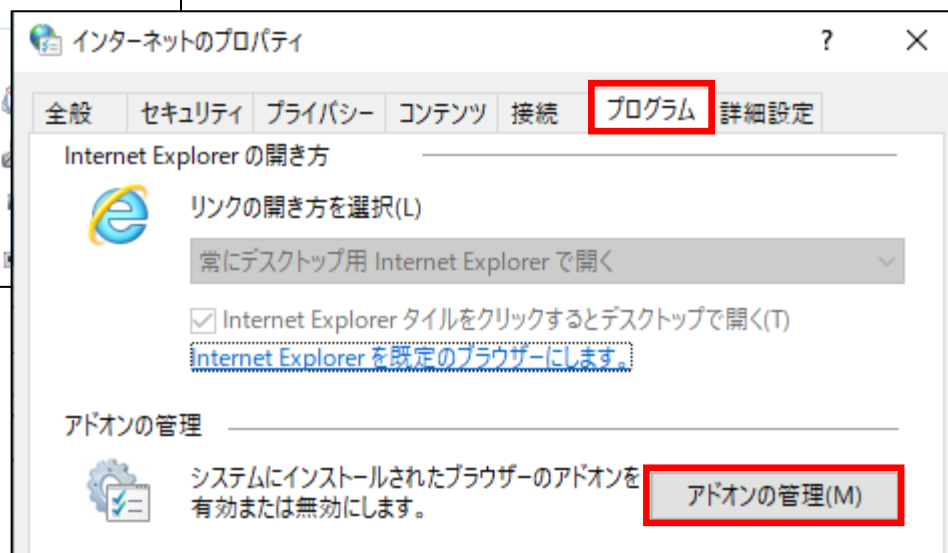 インターネットのプロパティ ?
全般 セキュリティ プライバシー コンテンツ 接続 プログラム 詳細設定
Internet Explorer の開き方
リンクの開き方を選択(L)
常にデスクトップ用 Internet Explorer で開く
Internet Explorer タイルをクリックするとデスクトップで開く(T)
Internet Explorer を既定のブラウザーにします。
アドオンの管理
システムにインストールされたブラウザーのアドオンを
有効または無効にします。
アドオンの管理(M)